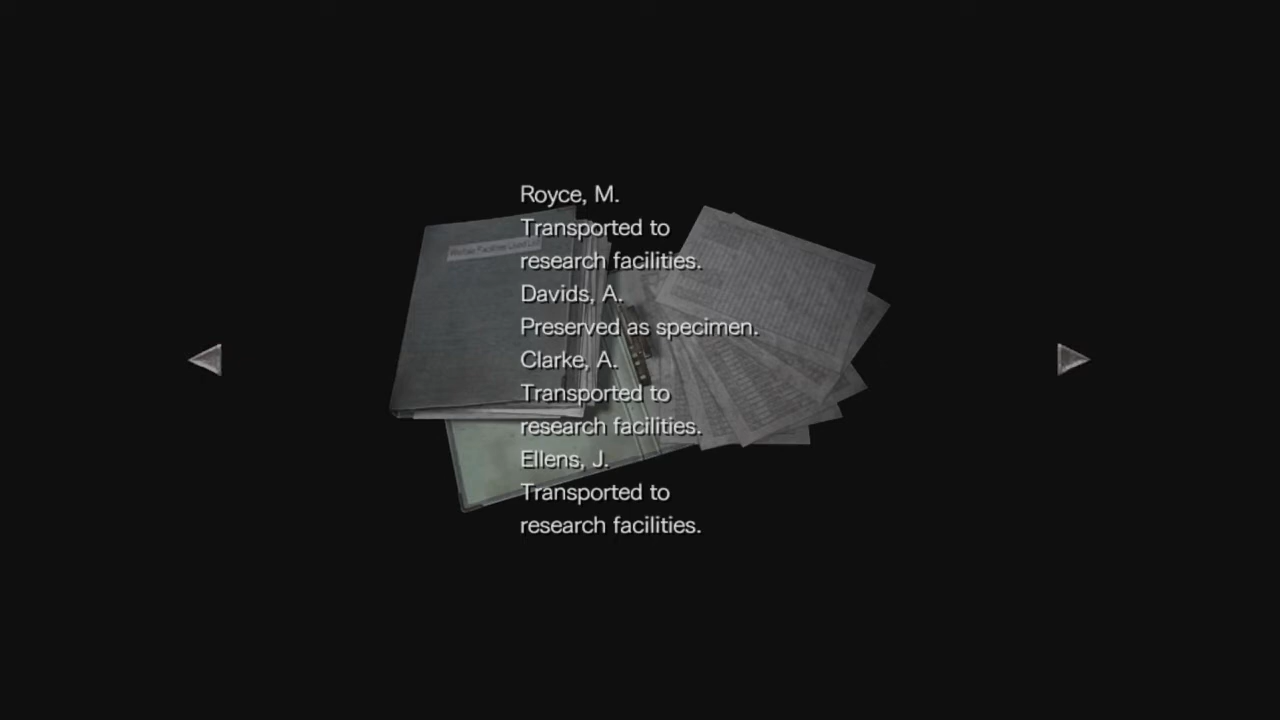 Royce, M.
Transported to
research facilities.
Davids, A.
Preserved as specimen.
Clarke, A.
Transported to
research facilities.
Ellens, J.
Transported to
research facilities.